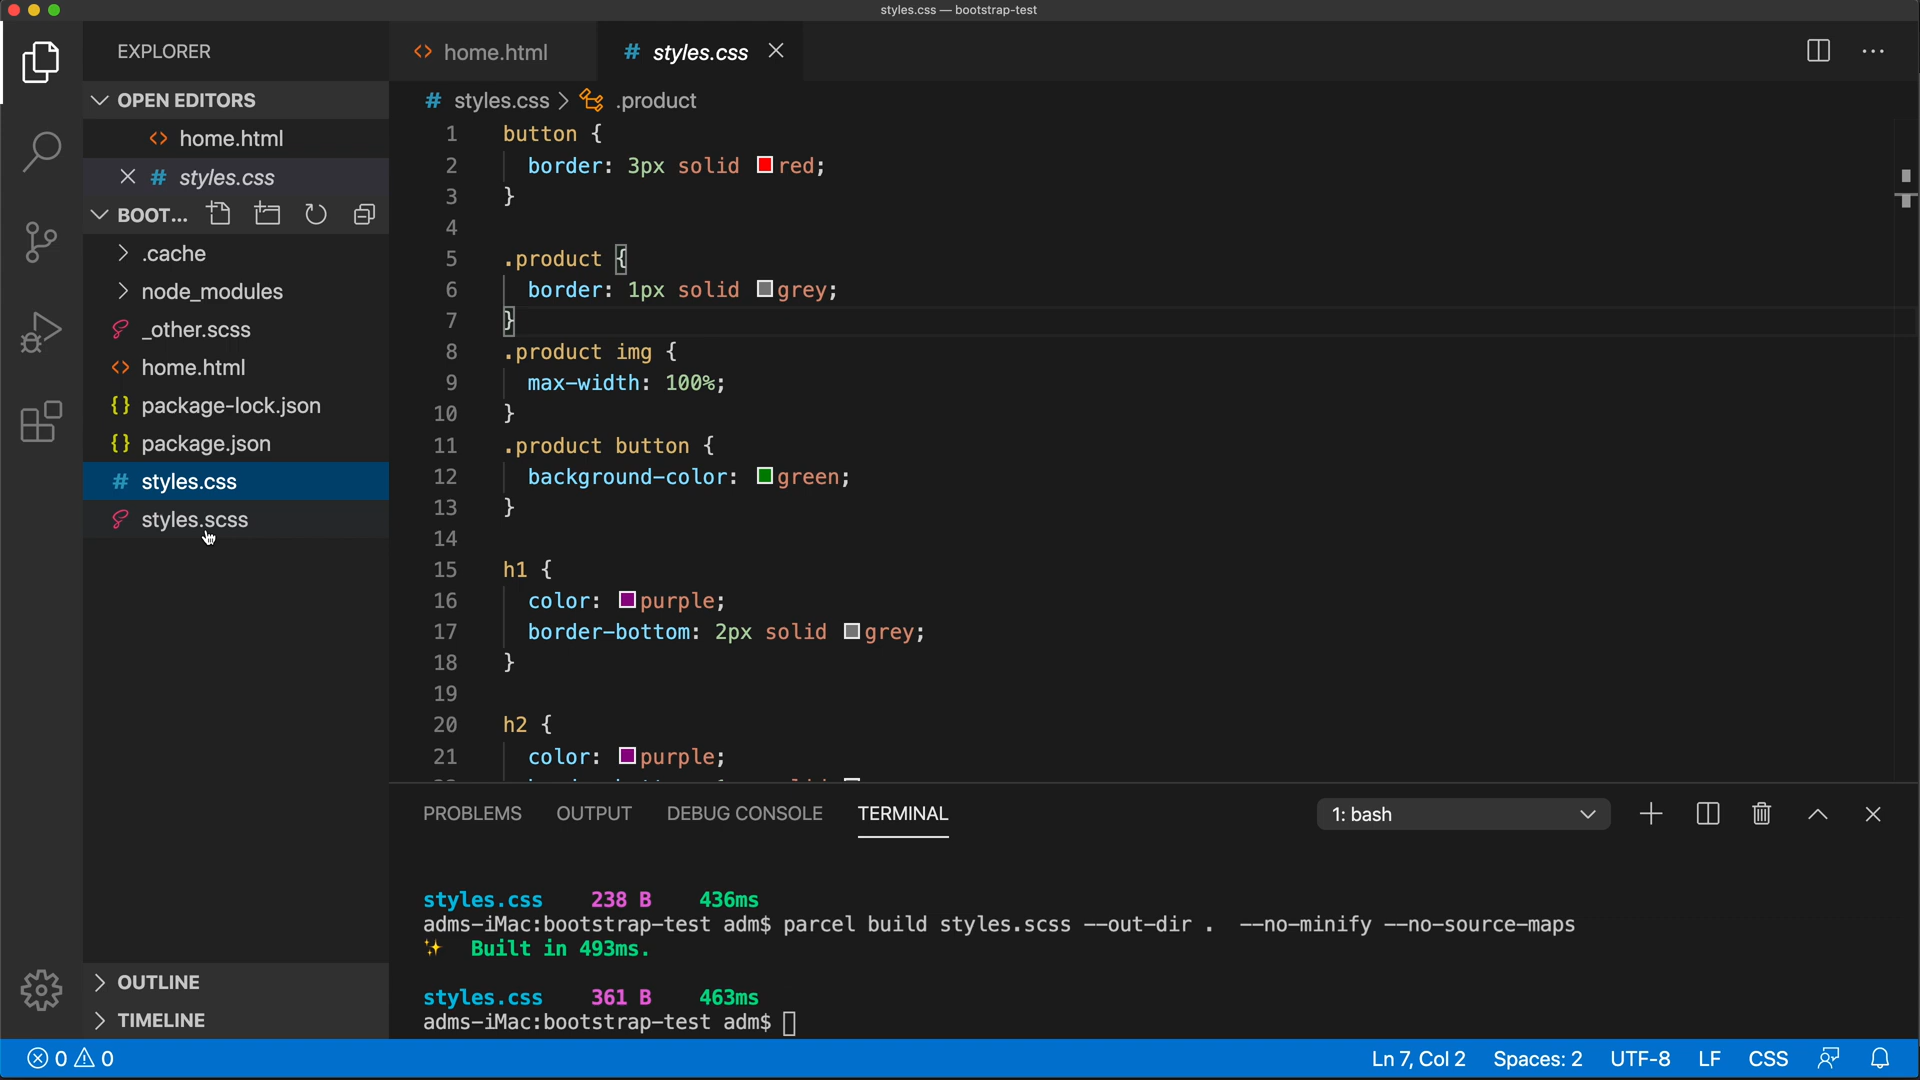 styles.css — bootstrap-test
EXPLORER
OPEN EDITORS
home.html
styles.css
BOOT...
.cache
node_modules
_other.scss
home.html
package-lock.json
package.json
styles.css
styles.scss
OUTLINE
TIMELINE
home.html
# styles.css
# styles.css > .product
1 button {
2 border: 3px solid red;
3 }
4
5 .product {
6 border: 1px solid grey;
7 }
8 .product img {
9 max-width: 100%;
10 }
11 .product button {
12 background-color: green;
13 }
14
15 h1 {
16 color: purple;
17 border-bottom: 2px solid grey;
18 }
19
20 h2 {
21 color: purple;
PROBLEMS OUTPUT DEBUG CONSOLE TERMINAL
1: bash
styles.css 238 B 436ms
adms-iMac:bootstrap-test adm$ parcel build styles.scss --out-dir . --no-minify --no-source-maps
✨ Built in 493ms.
styles.css 361 B 463ms
adms-iMac:bootstrap-test adm$
0 0
Ln 7, Col 2 Spaces: 2 UTF-8 LF CSS